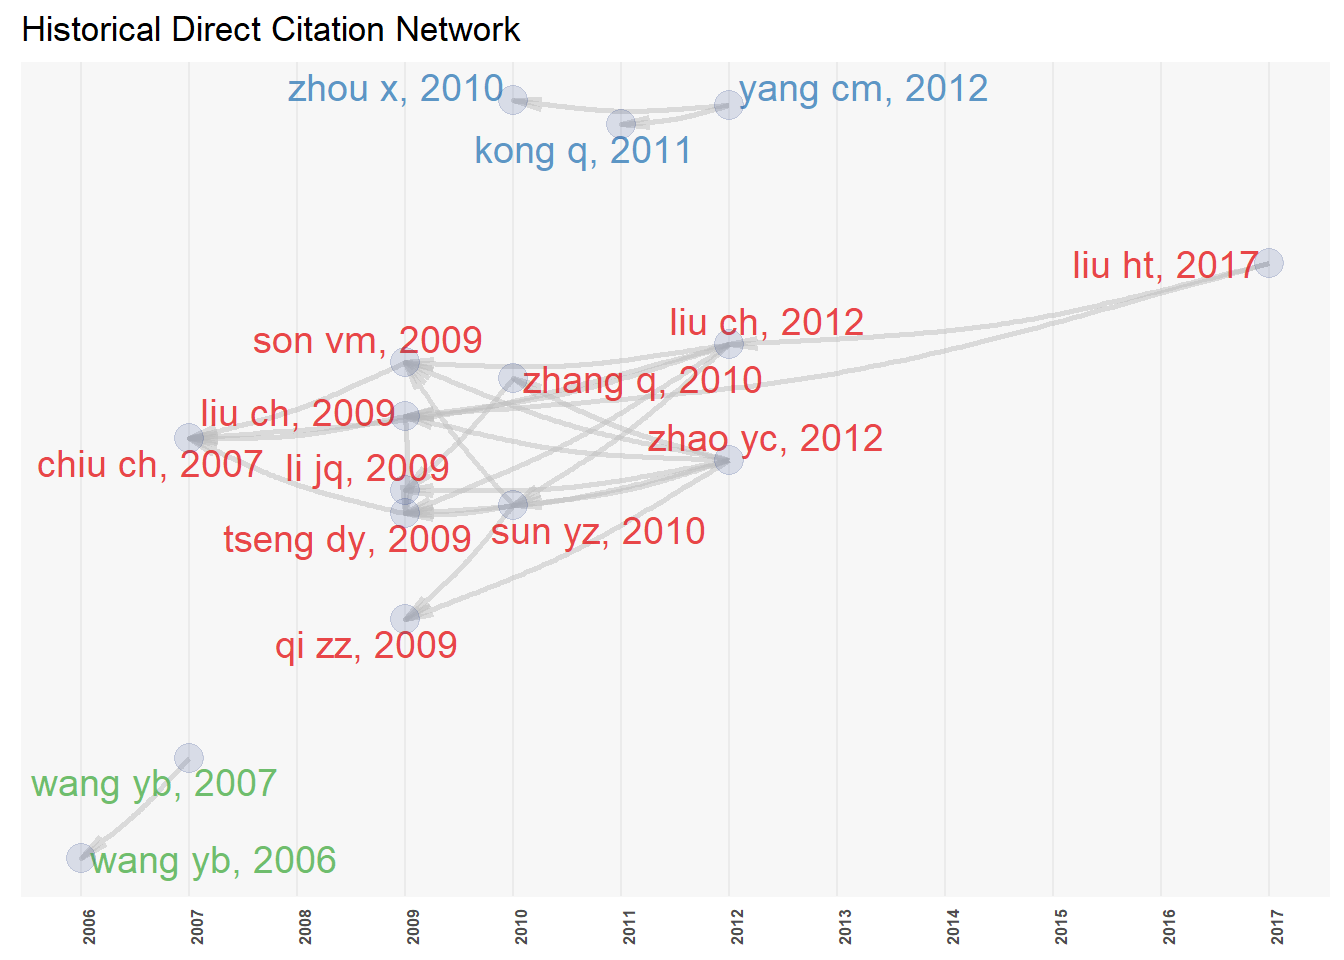 Historical Direct Citation Network
zhou x, 2010
yang cm, 2012
kong q, 2011
liu ht, 2017
liu ch, 2012
son vm, 2009
zhang q, 2010
liu ch, 2009
zhao yc, 2012
chiu ch, 2007
li jq, 2009
sun yz, 2010
tseng dy, 2009
qi zz, 2009
wang yb, 2007
wang yb, 2006
2006
2007
2008
2009
2010
2011
2012
2013
2014
2015
2016
2017